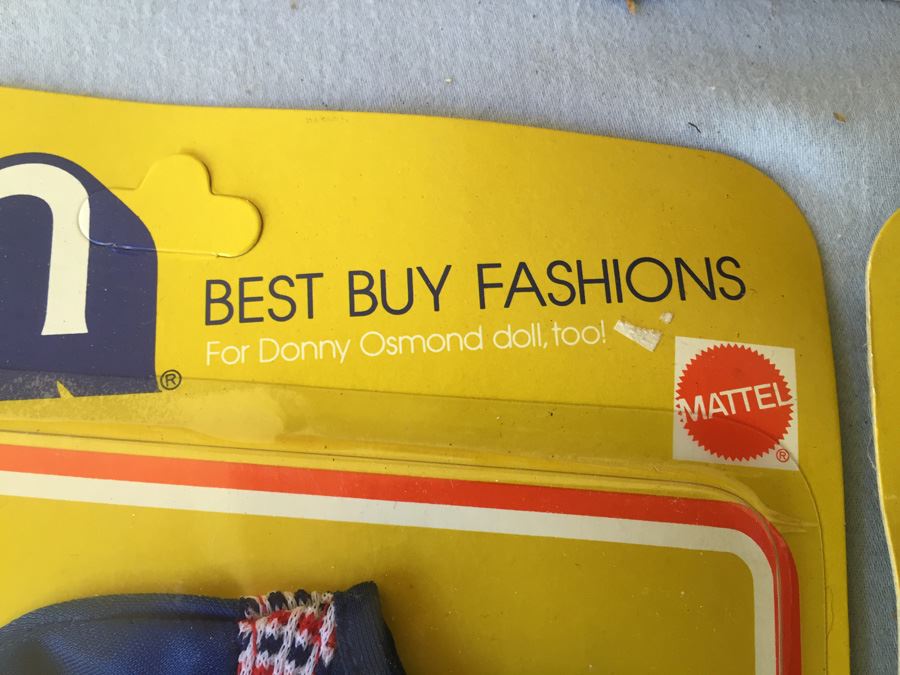 n
®
BEST BUY FASHIONS
For Donny Osmond doll, too!
MATTEL
®